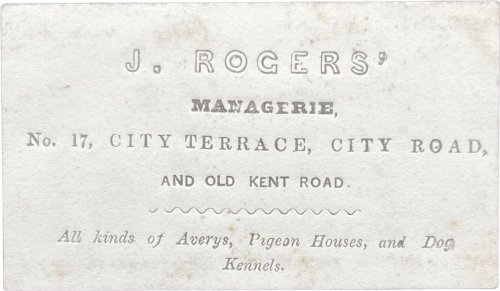 J. ROGERS'
MANAGERIE,
No. 17, CITY TERRACE, CITY ROAD,
AND OLD KENT ROAD.
All kinds of Averys, Pigeon Houses, and Dog
Kennels.